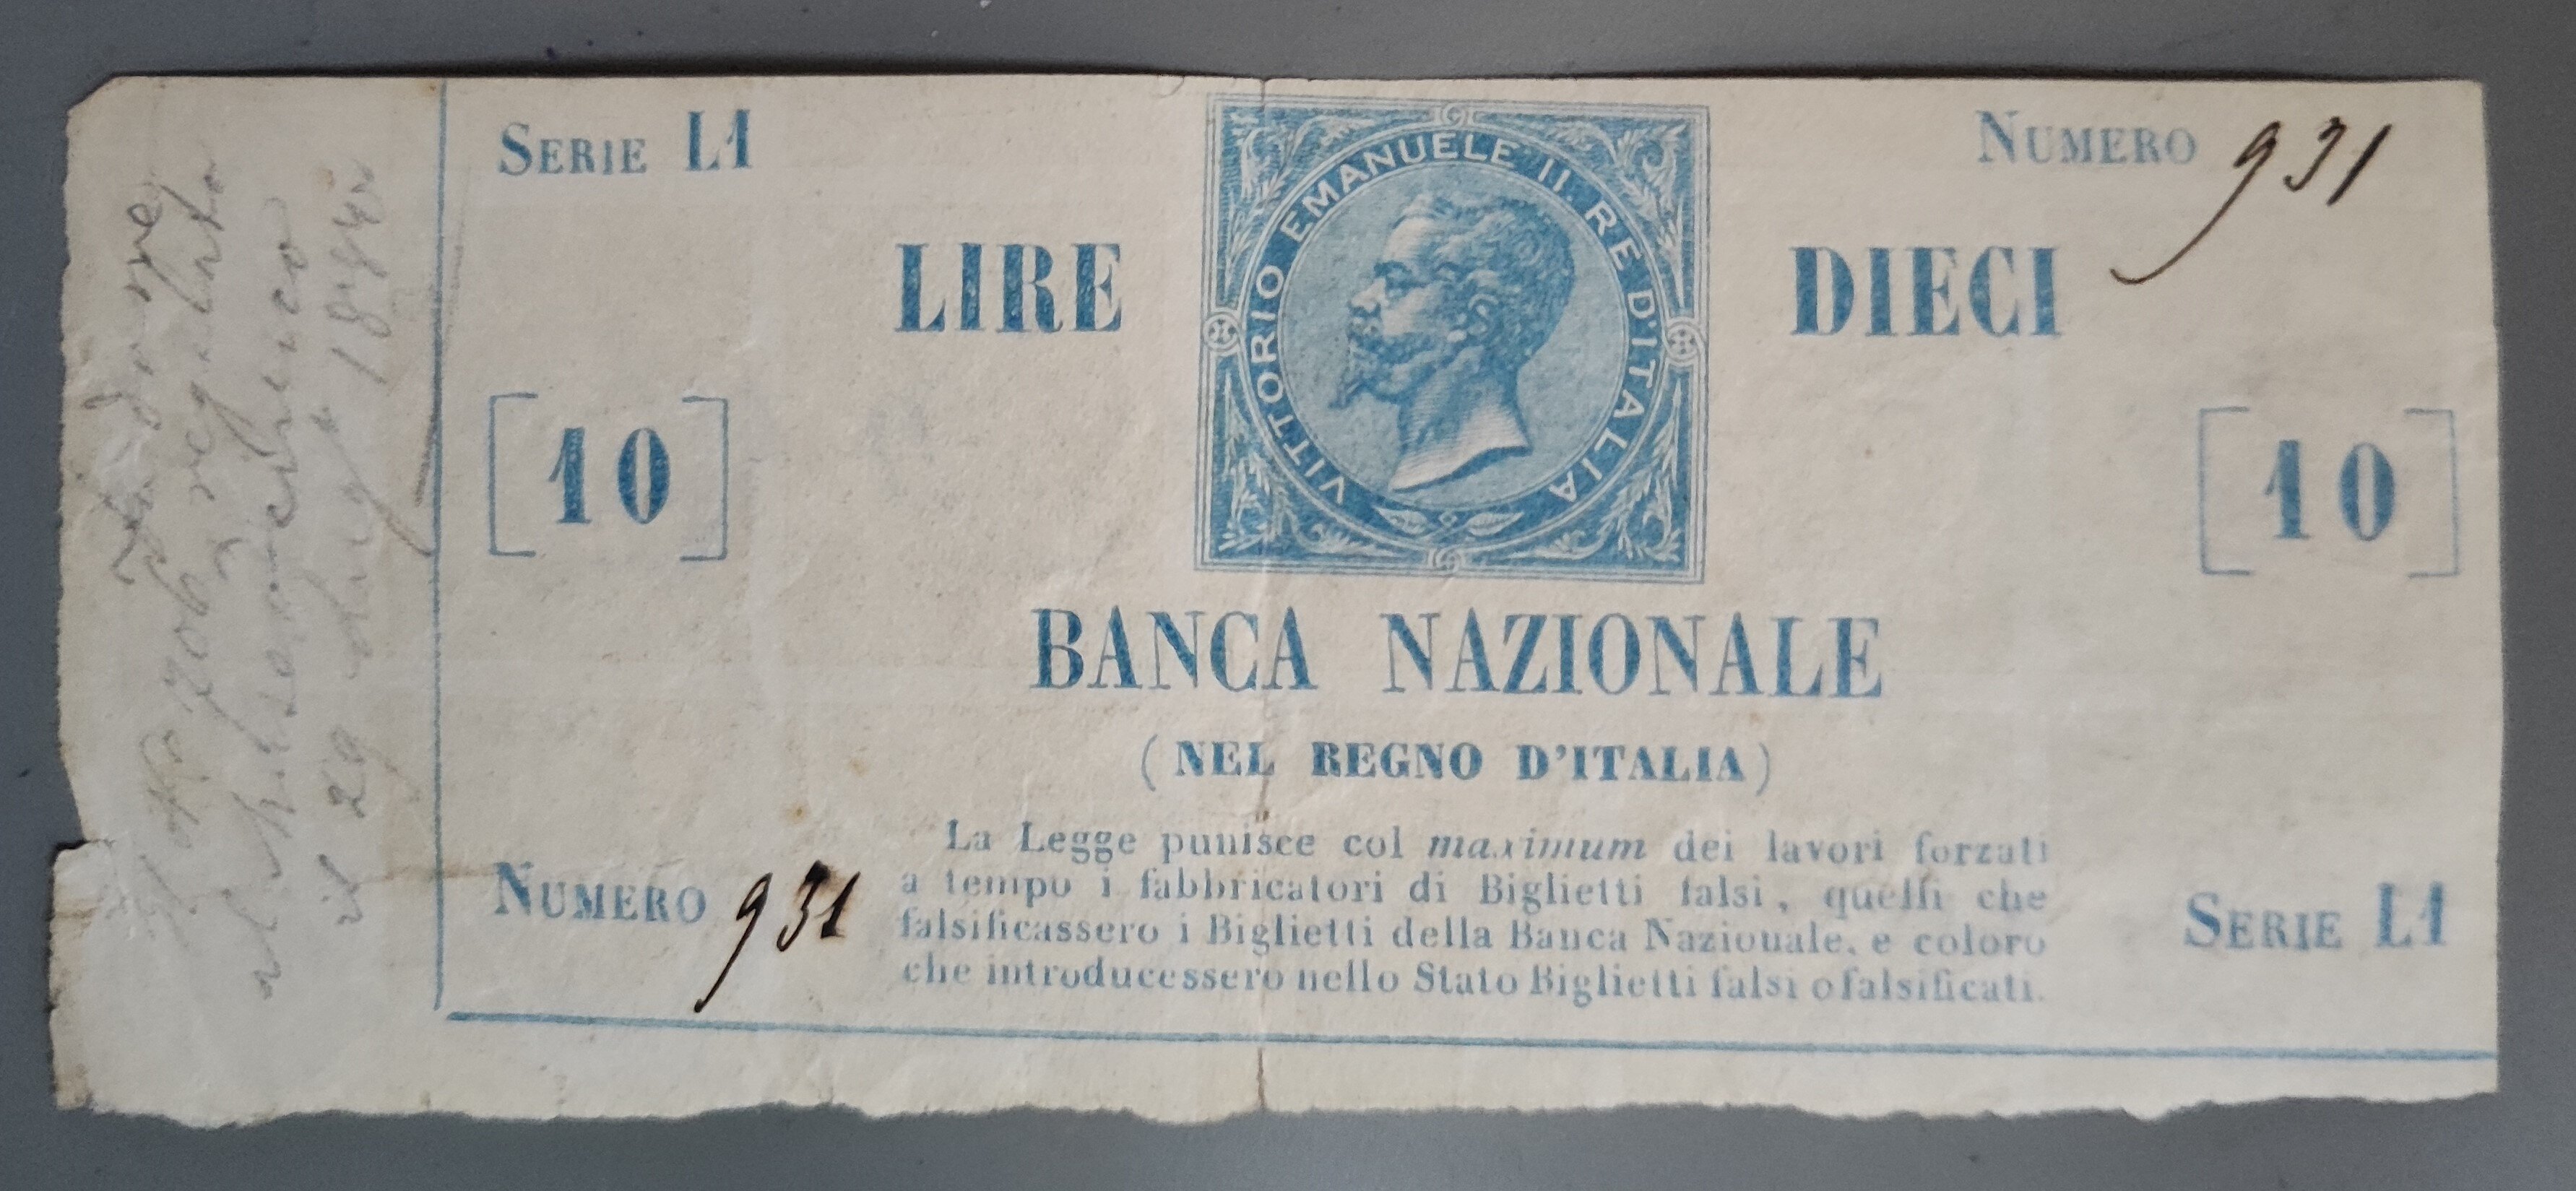 SERIE L1
NUMERO 931
VITTORIO EMANUELE II. RE D'ITALIA
LIRE DIECI
[10] [10]
BANCA NAZIONALE
(NEL REGNO D'ITALIA)
La Legge punisce col maximum dei lavori forzati
a tempo i fabbricatori di Biglietti falsi, quelli che
falsificassero i Biglietti della Banca Nazionale, e coloro
che introducessero nello Stato Biglietti falsi o falsificati.
NUMERO 931
SERIE L1
il 29